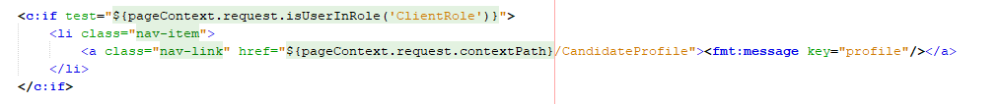 <c:if test="${pageContext.request.isUserInRole('ClientRole')}">
<li class="nav-item">
<a class="nav-link" href="${pageContext.request.contextPath}/CandidateProfile"><fmt:message key="profile"/></a>
</li>
</c:if>